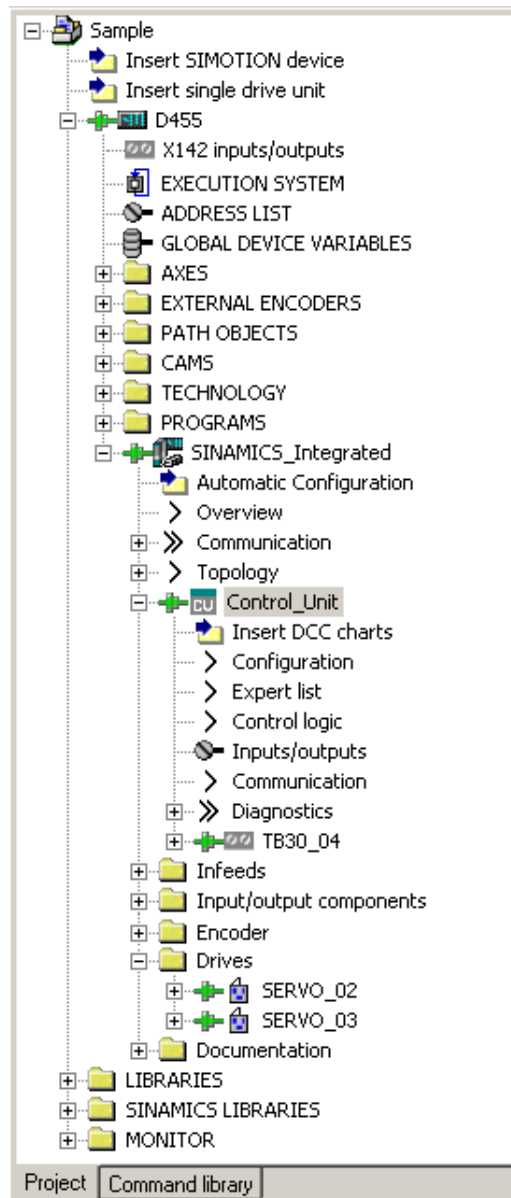 Sample
Insert SIMOTION device
Insert single drive unit
D455
X142 inputs/outputs
EXECUTION SYSTEM
ADDRESS LIST
GLOBAL DEVICE VARIABLES
AXES
EXTERNAL ENCODERS
PATH OBJECTS
CAMS
TECHNOLOGY
PROGRAMS
SINAMICS_Integrated
Automatic Configuration
Overview
Communication
Topology
CU Control_Unit
Insert DCC charts
Configuration
Expert list
Control logic
Inputs/outputs
Communication
Diagnostics
TB30_04
Infeeds
Input/output components
Encoder
Drives
SERVO_02
SERVO_03
Documentation
LIBRARIES
SINAMICS LIBRARIES
MONITOR
Project Command library